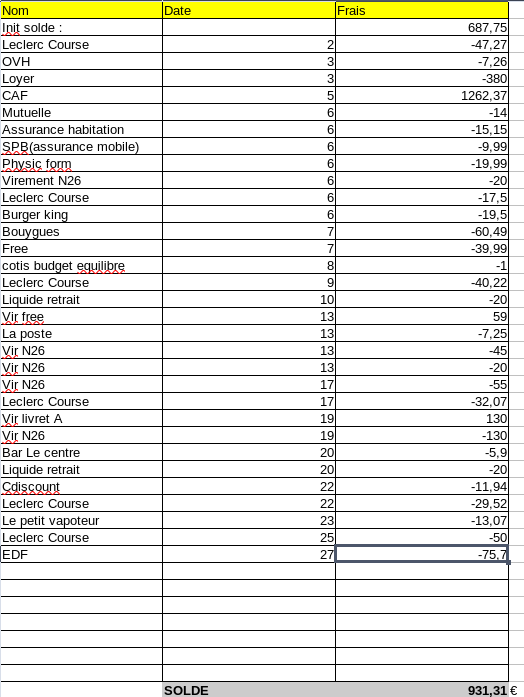 Nom Date Frais
Init solde : 687,75
Leclerc Course 2 -47,27
OVH 3 -7,26
Loyer 3 -380
CAF 5 1262,37
Mutuelle 6 -14
Assurance habitation 6 -15,15
SPB(assurance mobile) 6 -9,99
Physic form 6 -19,99
Virement N26 6 -20
Leclerc Course 6 -17,5
Burger king 6 -19,5
Bouygues 7 -60,49
Free 7 -39,99
cotis budget equilibre 8 -1
Leclerc Course 9 -40,22
Liquide retrait 10 -20
Vir free 13 59
La poste 13 -7,25
Vir N26 13 -45
Vir N26 13 -20
Vir N26 17 -55
Leclerc Course 17 -32,07
Vir livret A 19 130
Vir N26 19 -130
Bar Le centre 20 -5,9
Liquide retrait 20 -20
Cdiscount 22 -11,94
Leclerc Course 22 -29,52
Le petit vapoteur 23 -13,07
Leclerc Course 25 -50
EDF 27 -75,7
SOLDE 931,31 €